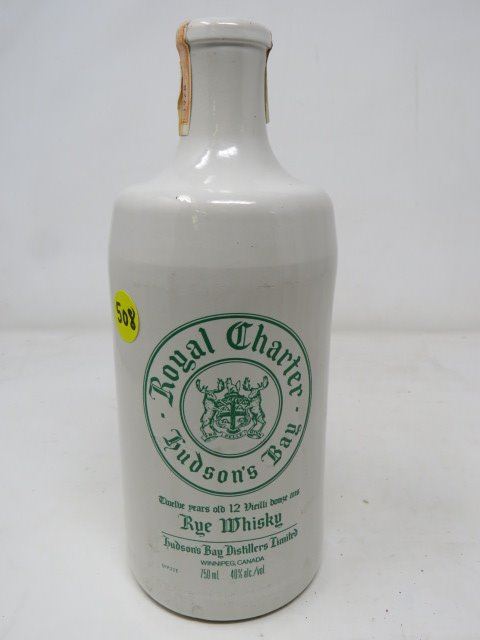 508
Royal Charter
Hudson's Bay
Twelve years old 12 Vieilli douze ans
Rye Whisky
Hudson's Bay Distillers Limited
WINNIPEG, CANADA
750 ml 40% alc./vol